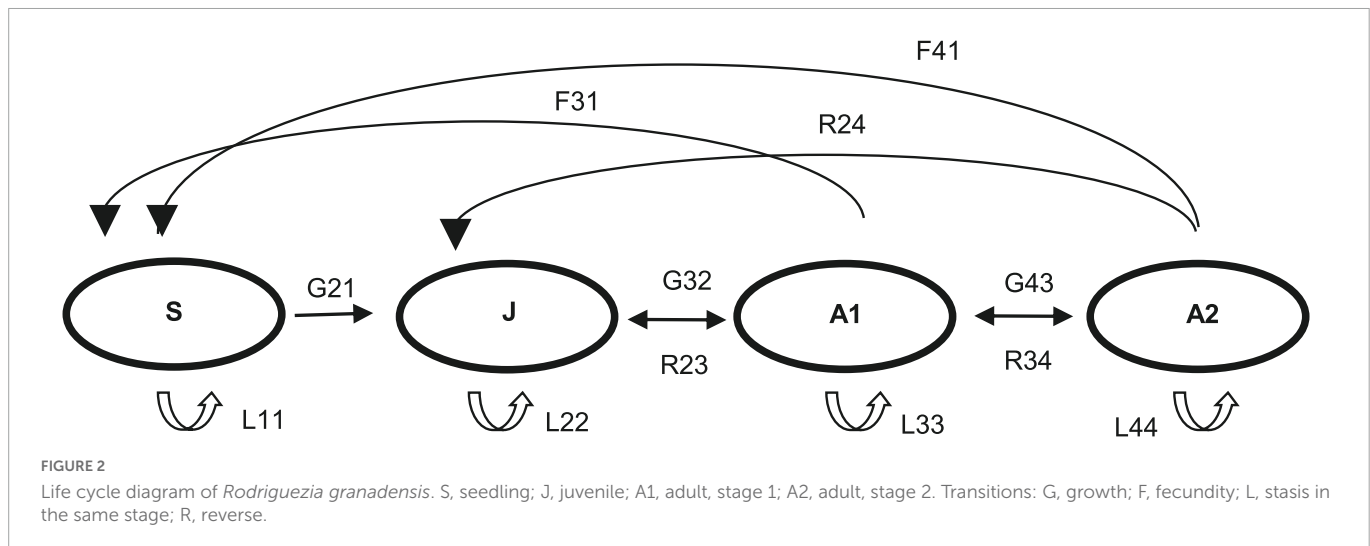 F41
F31
R24
G21
G32
G43
S
J
A1
A2
R23
R34
L11
L22
L33
L44
FIGURE 2
Life cycle diagram of Rodriguezia granadensis. S, seedling; J, juvenile; A1, adult, stage 1; A2, adult, stage 2. Transitions: G, growth; F, fecundity; L, stasis in
the same stage; R, reverse.